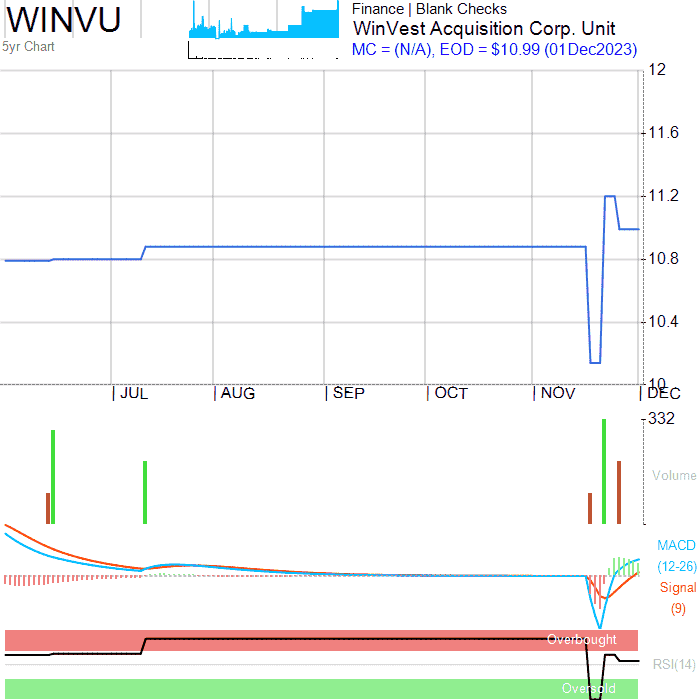 WINVU
5yr Chart
Finance | Blank Checks
WinVest Acquisition Corp. Unit
MC = (N/A), EOD = $10.99 (01Dec2023)
12
11.6
11.2
10.8
10.4
10
| JUL | AUG | SEP | OCT | NOV | DEC
332
Volume
MACD
(12-26)
Signal
(9)
Overbought
RSI(14)
Oversold